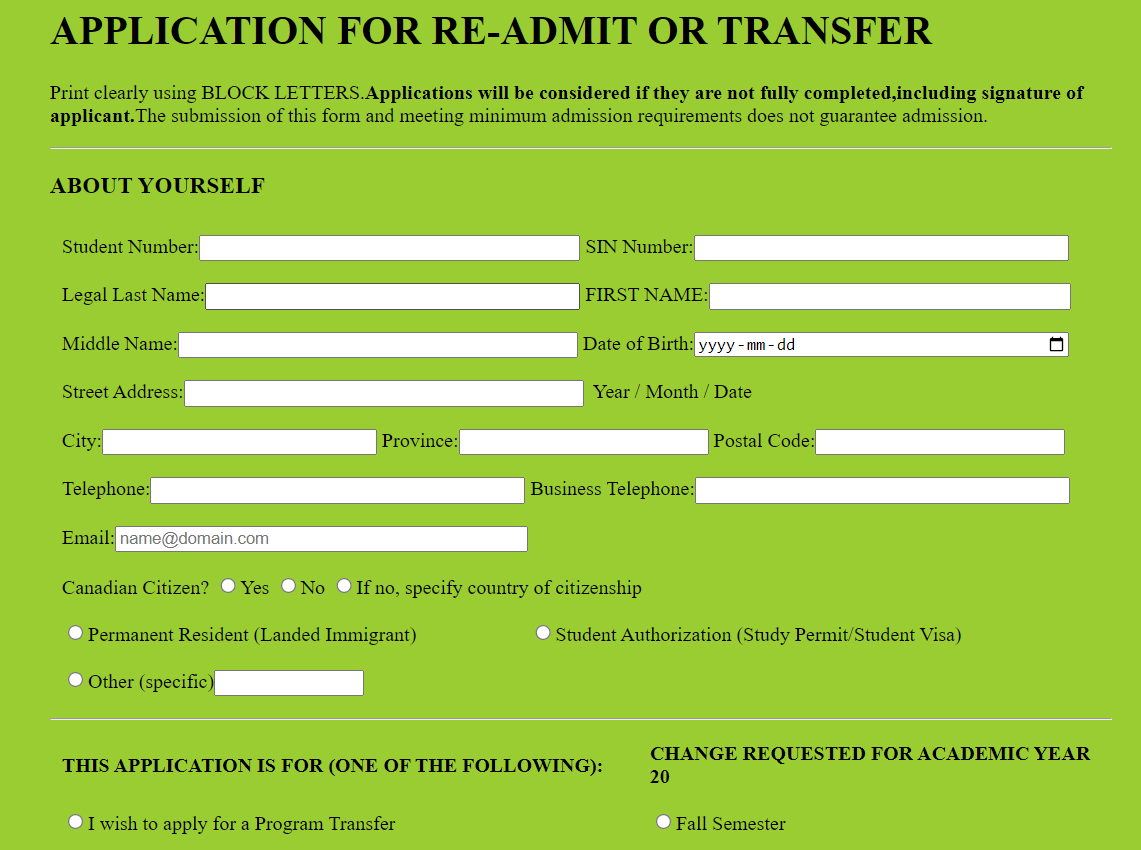 APPLICATION FOR RE-ADMIT OR TRANSFER
Print clearly using BLOCK LETTERS.Applications will be considered if they are not fully completed,including signature of
applicant.The submission of this form and meeting minimum admission requirements does not guarantee admission.
ABOUT YOURSELF
Student Number: SIN Number:
Legal Last Name: FIRST NAME:
Middle Name: Date of Birth: yyyy-mm-dd
Street Address: Year / Month / Date
City: Province: Postal Code:
Telephone: Business Telephone:
Email: name@domain.com
Canadian Citizen? Yes No If no, specify country of citizenship
Permanent Resident (Landed Immigrant) Student Authorization (Study Permit/Student Visa)
Other (specific)
THIS APPLICATION IS FOR (ONE OF THE FOLLOWING):
CHANGE REQUESTED FOR ACADEMIC YEAR
20
I wish to apply for a Program Transfer Fall Semester